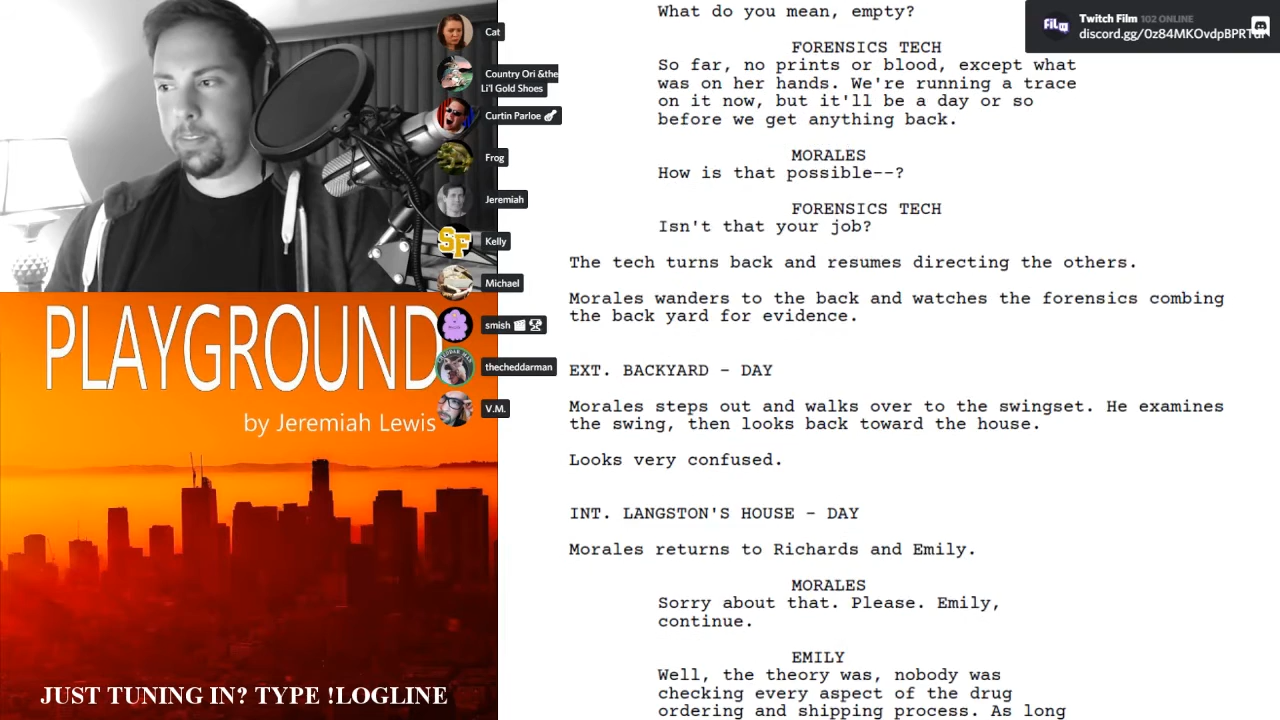 Cat
Country Ori &the
Li'l Gold Shoes
Curtin Parloe
Frog
Jeremiah
Kelly
SF
Michael
smish
thecheddarman
V.M.
PLAYGROUND
by Jeremiah Lewis
JUST TUNING IN? TYPE !LOGLINE
Twitch Film 102 ONLINE
What do you mean, empty?
FORENSICS TECH
So far, no prints or blood, except what
was on her hands. We're running a trace
on it now, but it'll be a day or so
before we get anything back.
MORALES
How is that possible--?
FORENSICS TECH
Isn't that your job?
The tech turns back and resumes directing the others.
Morales wanders to the back and watches the forensics combing
the back yard for evidence.
EXT. BACKYARD - DAY
Morales steps out and walks over to the swingset. He examines
the swing, then looks back toward the house.
Looks very confused.
INT. LANGSTON'S HOUSE - DAY
Morales returns to Richards and Emily.
MORALES
Sorry about that. Please. Emily,
continue.
EMILY
Well, the theory was, nobody was
checking every aspect of the drug
ordering and shipping process. As long